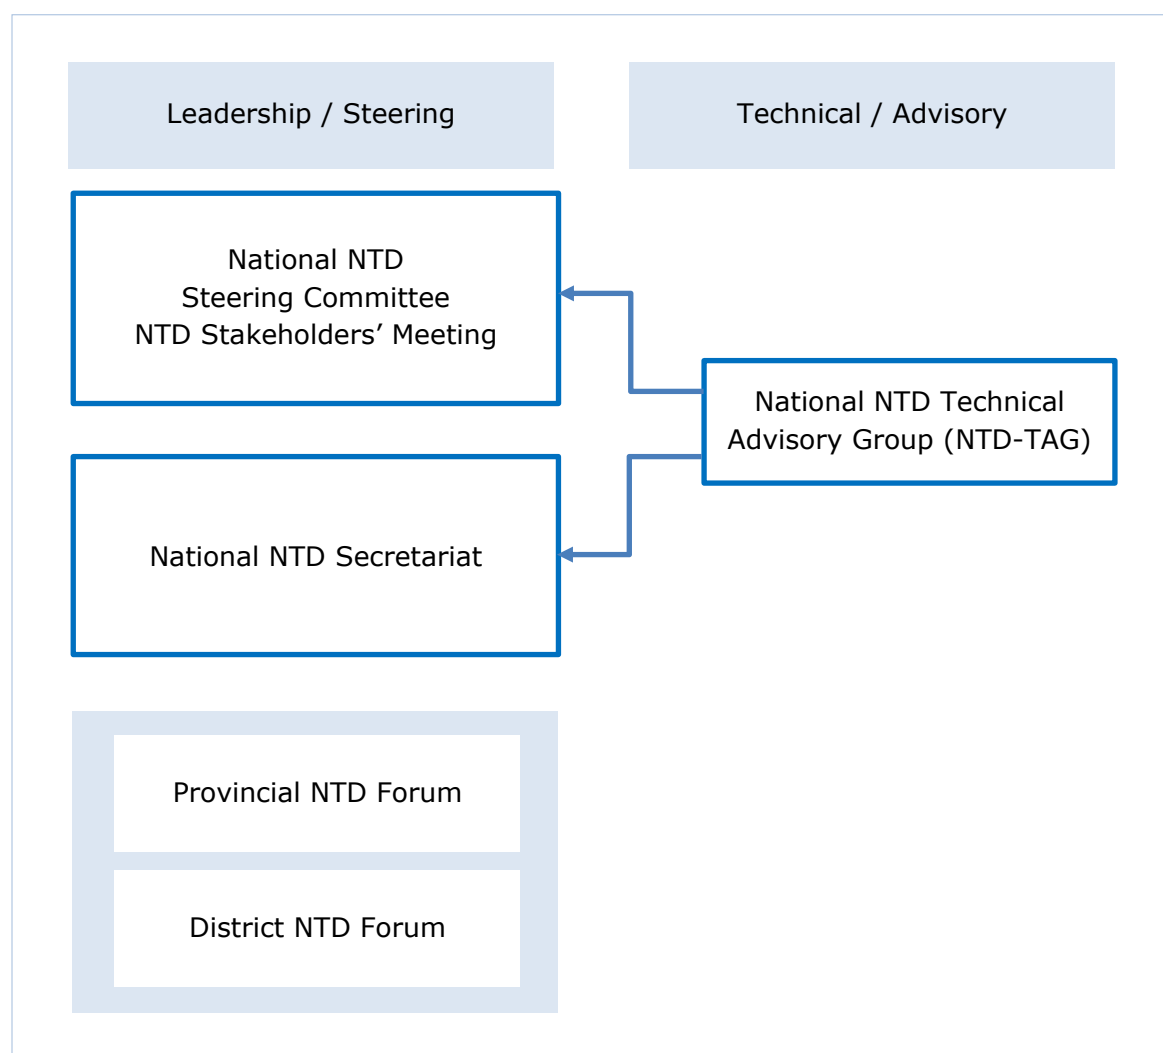 Leadership / Steering
Technical / Advisory
National NTD
Steering Committee
NTD Stakeholders’ Meeting
National NTD Technical
Advisory Group (NTD-TAG)
National NTD Secretariat
Provincial NTD Forum
District NTD Forum